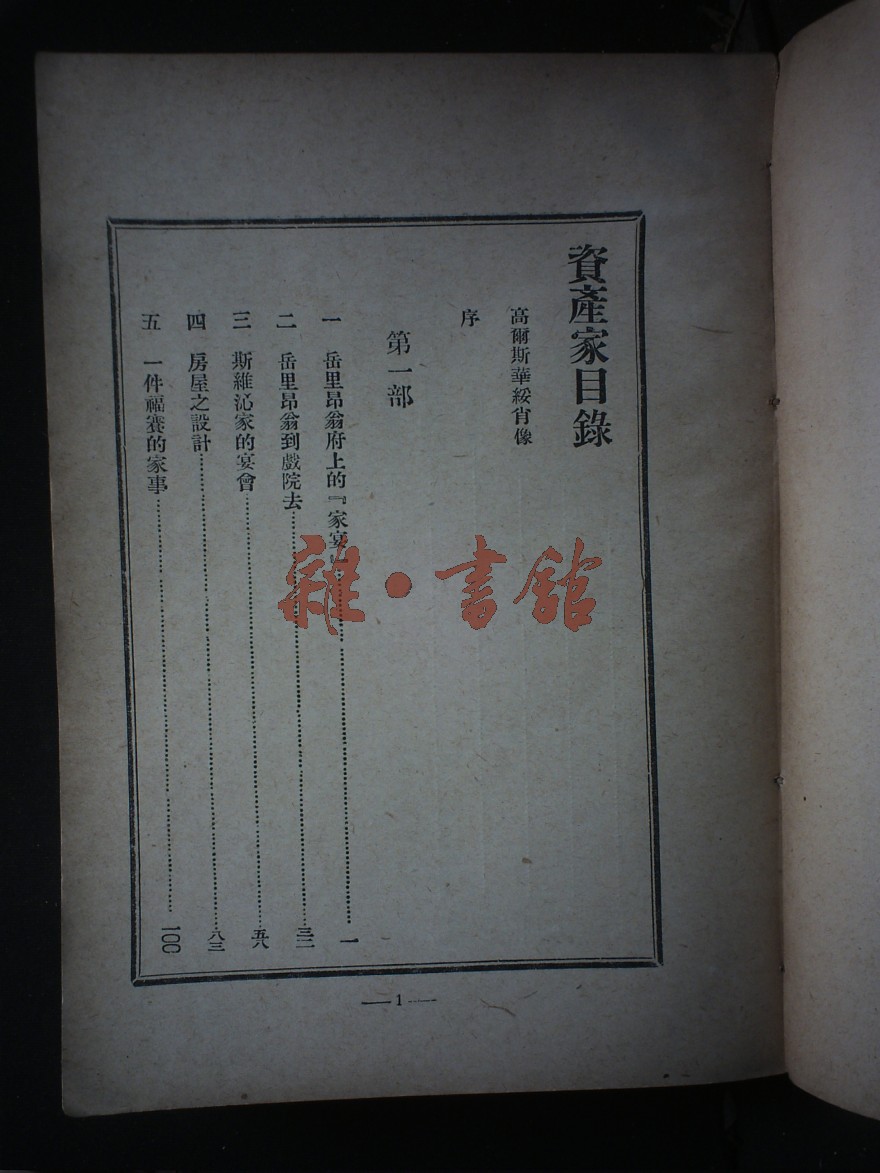 資產家目錄
高爾斯華綏肖像
序
第一部
一 岳里昂翁府上的『家宴』……一
二 岳里昂翁到戲院去……三二
三 斯維沁家的宴會……五八
四 房屋之設計……八三
五 一件福賽的家事……一〇〇
雜·書館
—1—